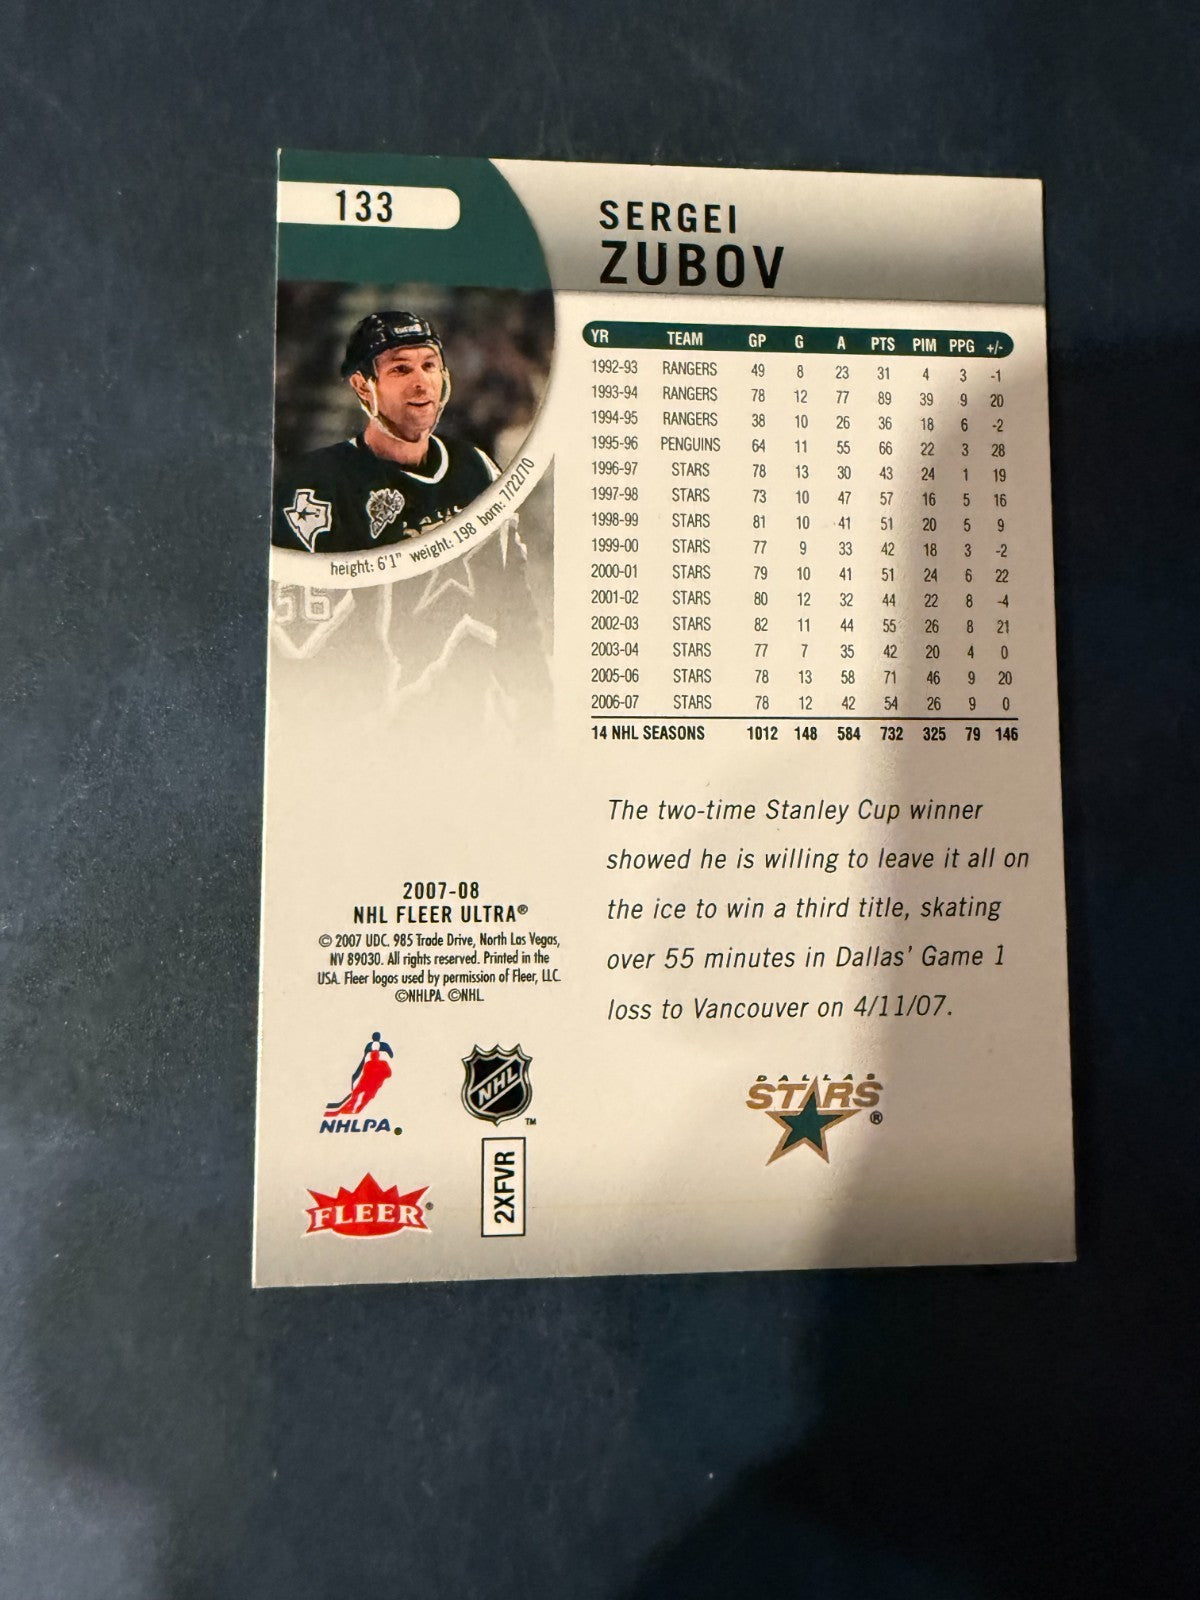 133
SERGEI
ZUBOV
height: 6'1" weight: 198 born: 7/22/70
56
YR TEAM GP G A PTS PIM PPG +/-
1992-93 RANGERS 49 8 23 31 4 3 -1
1993-94 RANGERS 78 12 77 89 39 9 20
1994-95 RANGERS 38 10 26 36 18 6 -2
1995-96 PENGUINS 64 11 55 66 22 3 28
1996-97 STARS 78 13 30 43 24 1 19
1997-98 STARS 73 10 47 57 16 5 16
1998-99 STARS 81 10 41 51 20 5 9
1999-00 STARS 77 9 33 42 18 3 -2
2000-01 STARS 79 10 41 51 24 6 22
2001-02 STARS 80 12 32 44 22 8 -4
2002-03 STARS 82 11 44 55 26 8 21
2003-04 STARS 77 7 35 42 20 4 0
2005-06 STARS 78 13 58 71 46 9 20
2006-07 STARS 78 12 42 54 26 9 0
14 NHL SEASONS 1012 148 584 732 325 79 146
The two-time Stanley Cup winner
showed he is willing to leave it all on
the ice to win a third title, skating
over 55 minutes in Dallas' Game 1
loss to Vancouver on 4/11/07.
2007-08
NHL FLEER ULTRA®
© 2007 UDC. 985 Trade Drive, North Las Vegas,
NV 89030. All rights reserved. Printed in the
USA. Fleer logos used by permission of Fleer, LLC.
©NHLPA. ©NHL.
NHLPA®
NHL TM
DALLAS
STARS®
FLEER®
2XFVR